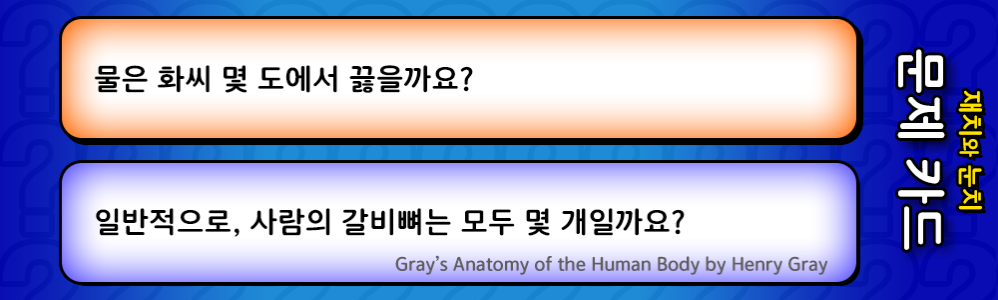 물은 화씨 몇 도에서 끓을까요?
일반적으로, 사람의 갈비뼈는 모두 몇 개일까요?
Gray's Anatomy of the Human Body by Henry Gray
재치와 눈치
문제 카드